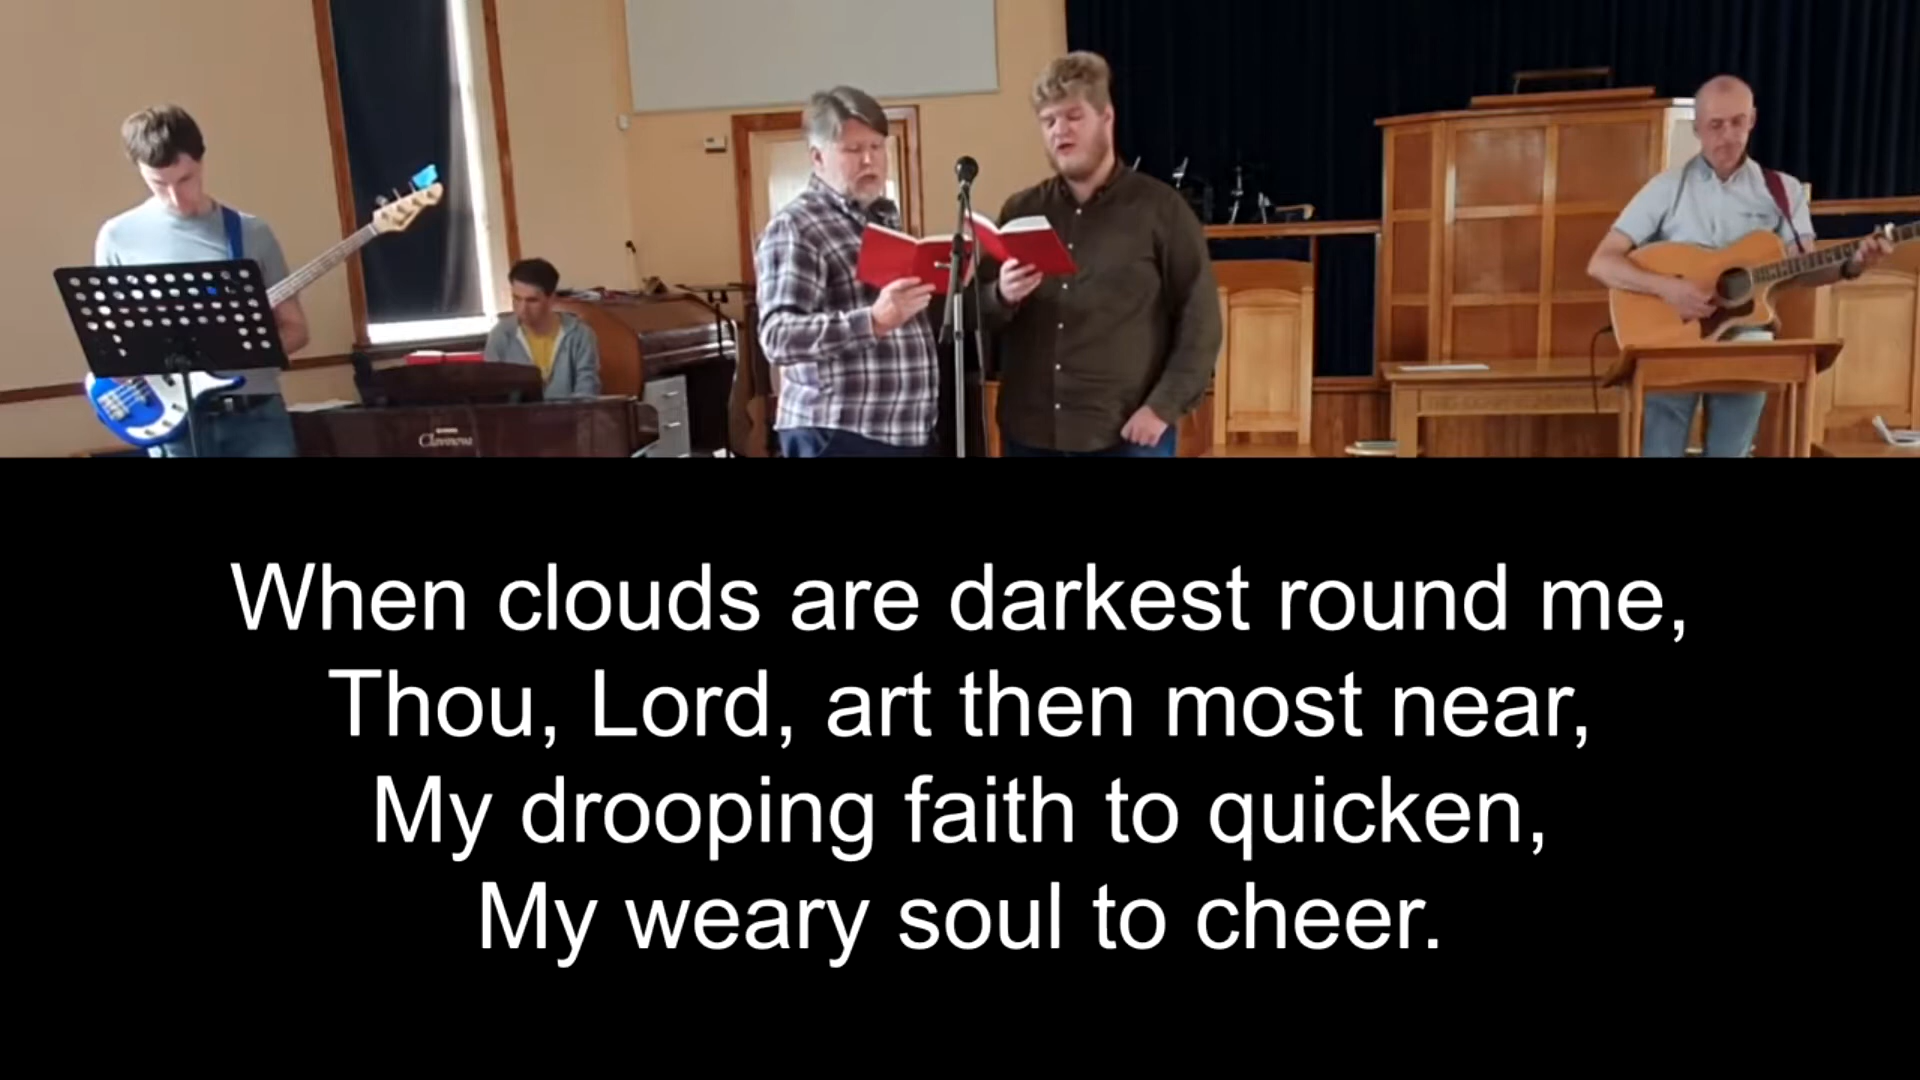 Clavinova
When clouds are darkest round me,
Thou, Lord, art then most near,
My drooping faith to quicken,
My weary soul to cheer.